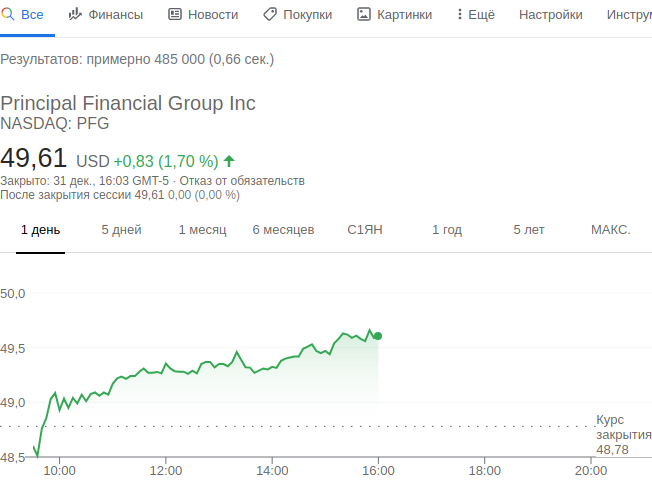 Все Финансы Новости Покупки Картинки Ещё Настройки Инструм
Результатов: примерно 485 000 (0,66 сек.)
Principal Financial Group Inc
NASDAQ: PFG
49,61 USD +0,83 (1,70 %)
Закрыто: 31 дек., 16:03 GMT-5 · Отказ от обязательств
После закрытия сессии 49,61 0,00 (0,00 %)
1 день 5 дней 1 месяц 6 месяцев С1ЯН 1 год 5 лет МАКС.
50,0
49,5
49,0
Курс
закрытия
48,78
48,5
10:00 12:00 14:00 16:00 18:00 20:00